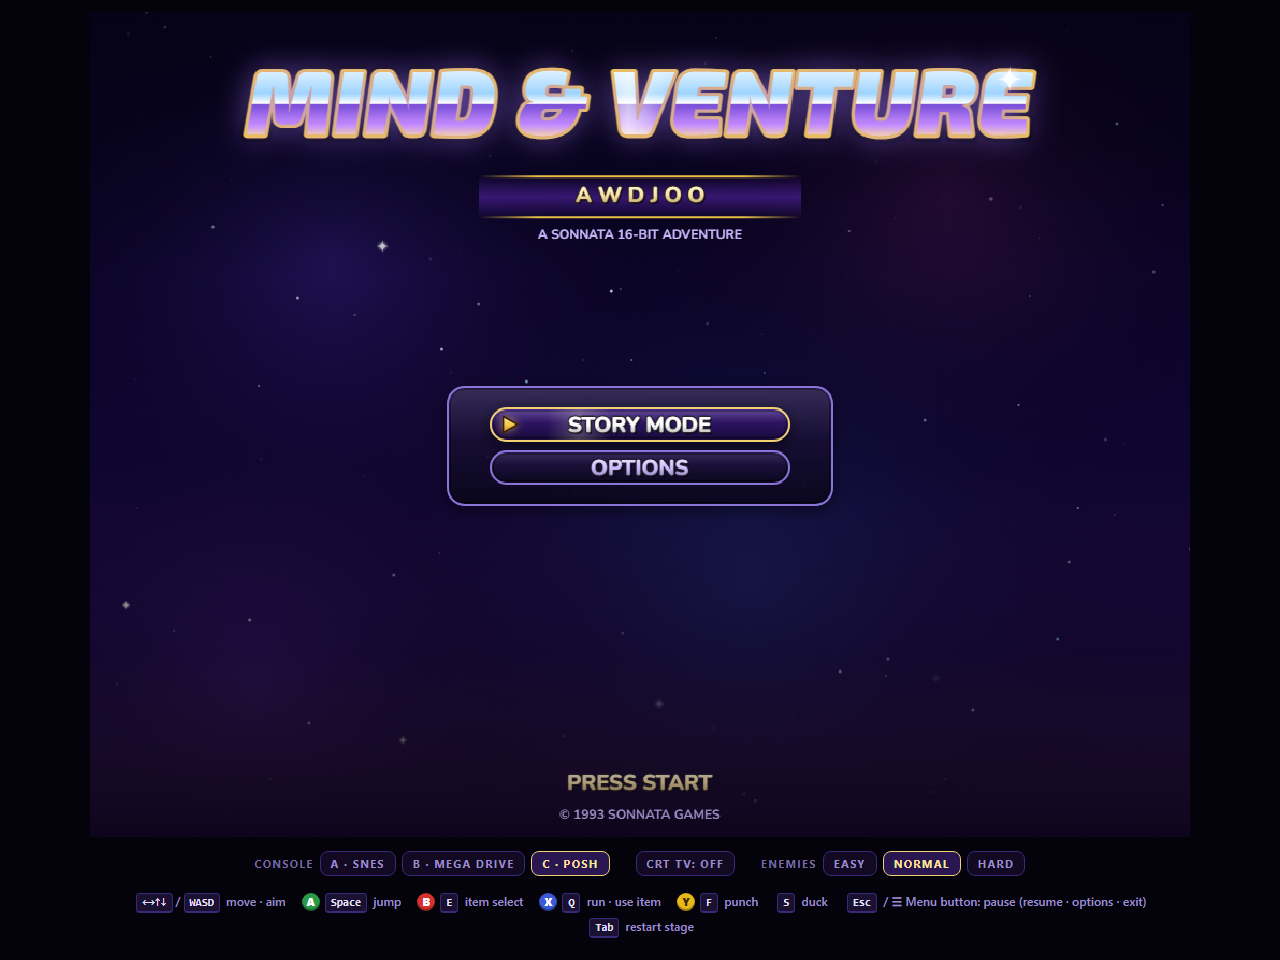 MIND & VENTURE
AWDJOO
A SONNATA 16-BIT ADVENTURE
STORY MODE
OPTIONS
PRESS START
© 1993 SONNATA GAMES
CONSOLE A · SNES B · MEGA DRIVE C · POSH CRT TV: OFF ENEMIES EASY NORMAL HARD
←→↑↓ / WASD move · aim A Space jump B E item select X Q run · use item Y F punch S duck Esc / ☰ Menu button: pause (resume · options · exit)
Tab restart stage